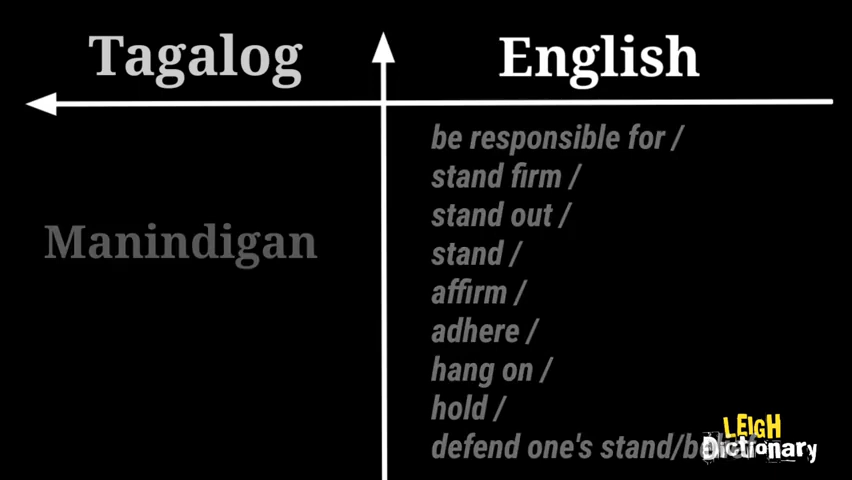 Tagalog
English
Manindigan
be responsible for /
stand firm /
stand out /
stand /
affirm /
adhere /
hang on /
hold /
defend one's stand/belief
LEIGH
Dictionary